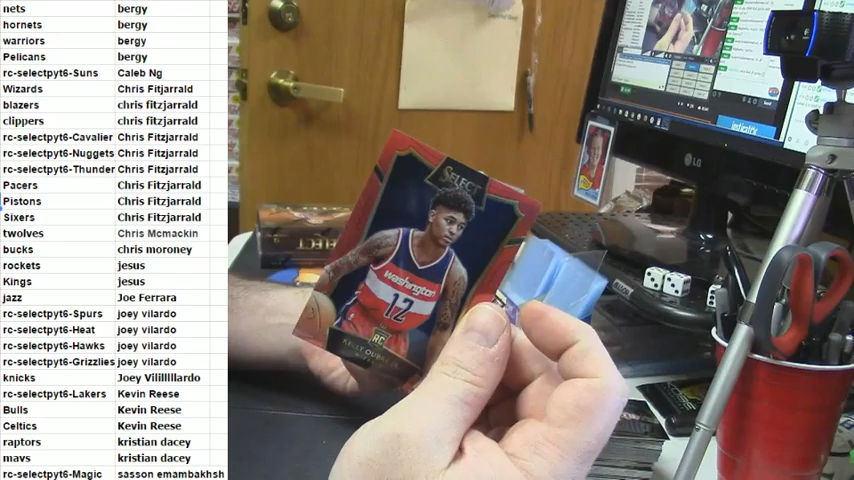 nets bergy
hornets bergy
warriors bergy
Pelicans bergy
rc-selectpyt6-Suns Caleb Ng
Wizards Chris Fitjarrald
blazers chris fitzjarrald
clippers chris fitzjarrald
rc-selectpyt6-Cavalier Chris Fitzjarrald
rc-selectpyt6-Nuggets Chris Fitzjarrald
rc-selectpyt6-Thunder Chris Fitzjarrald
Pacers Chris Fitzjarrald
Pistons Chris Fitzjarrald
Sixers Chris Fitzjarrald
twolves Chris Mcmackin
bucks chris moroney
rockets jesus
Kings jesus
jazz Joe Ferrara
rc-selectpyt6-Spurs joey vilardo
rc-selectpyt6-Heat joey vilardo
rc-selectpyt6-Hawks joey vilardo
rc-selectpyt6-Grizzlies joey vilardo
knicks Joey Vilillllardo
rc-selectpyt6-Lakers Kevin Reese
Bulls Kevin Reese
Celtics Kevin Reese
raptors kristian dacey
mavs kristian dacey
rc-selectpyt6-Magic sasson emambakhsh
SELECT
washington
12
RC
KELLY OUBRE
SELECT
LG